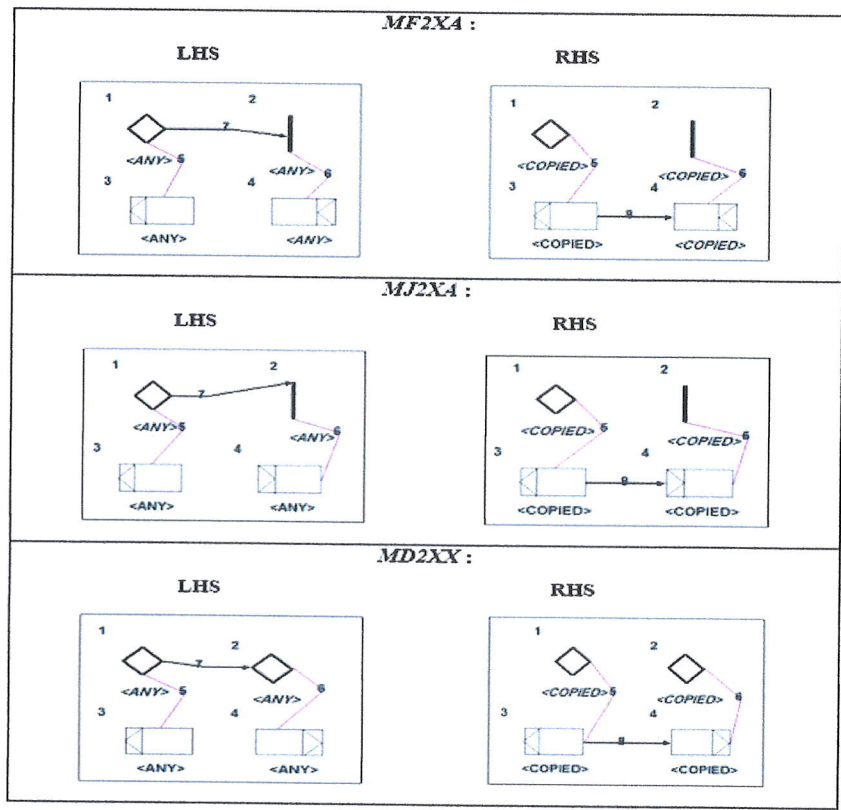 MF2XA :
LHS RHS
1 2 1 2
7
<ANY> 5 <ANY> 6 <COPIED> 5 <COPIED> 6
3 4 3 4
8
<ANY> <ANY> <COPIED> <COPIED>
MJ2XA :
LHS RHS
1 2 1 2
7
<ANY> 5 <ANY> 6 <COPIED> 5 <COPIED> 6
3 4 3 4
8
<ANY> <ANY> <COPIED> <COPIED>
MD2XX :
LHS RHS
1 2 1 2
7
<ANY> 5 <ANY> 6 <COPIED> 5 <COPIED> 6
3 4 3 4
8
<ANY> <ANY> <COPIED> <COPIED>